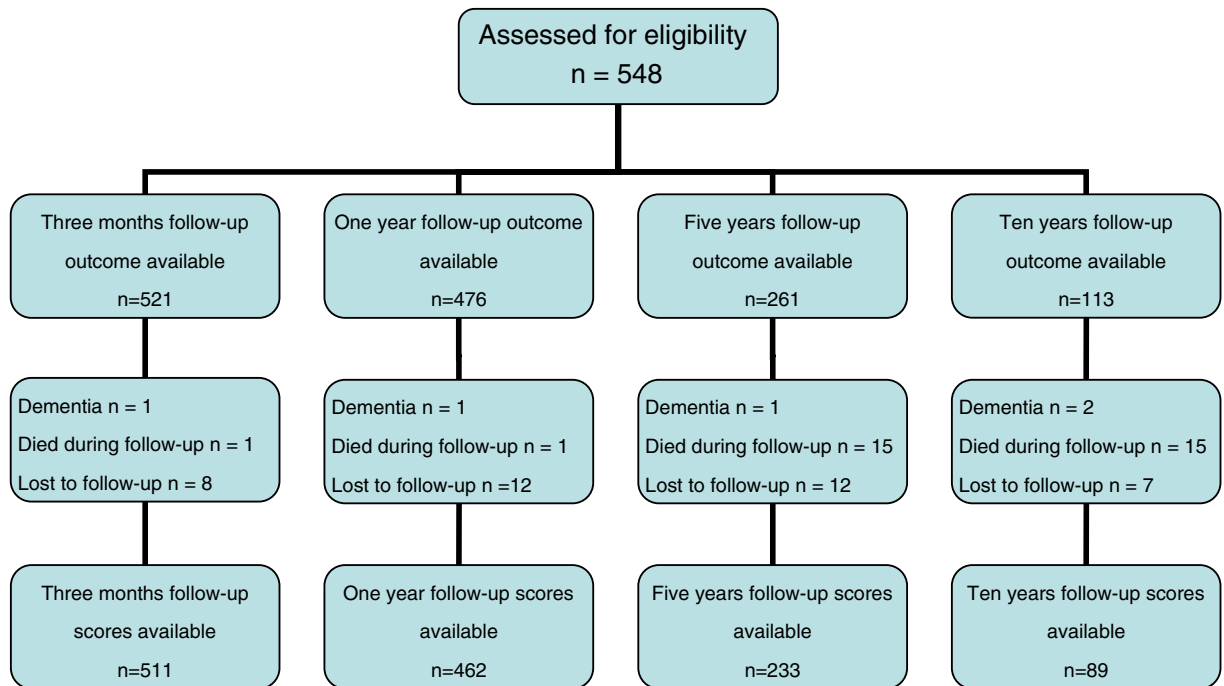 Assessed for eligibility
n = 548
Three months follow-up
outcome available
n=521
One year follow-up outcome
available
n=476
Five years follow-up
outcome available
n=261
Ten years follow-up
outcome available
n=113
Dementia n = 1
Died during follow-up n = 1
Lost to follow-up n = 8
Dementia n = 1
Died during follow-up n = 1
Lost to follow-up n =12
Dementia n = 1
Died during follow-up n = 15
Lost to follow-up n = 12
Dementia n = 2
Died during follow-up n = 15
Lost to follow-up n = 7
Three months follow-up
scores available
n=511
One year follow-up scores
available
n=462
Five years follow-up scores
available
n=233
Ten years follow-up scores
available
n=89